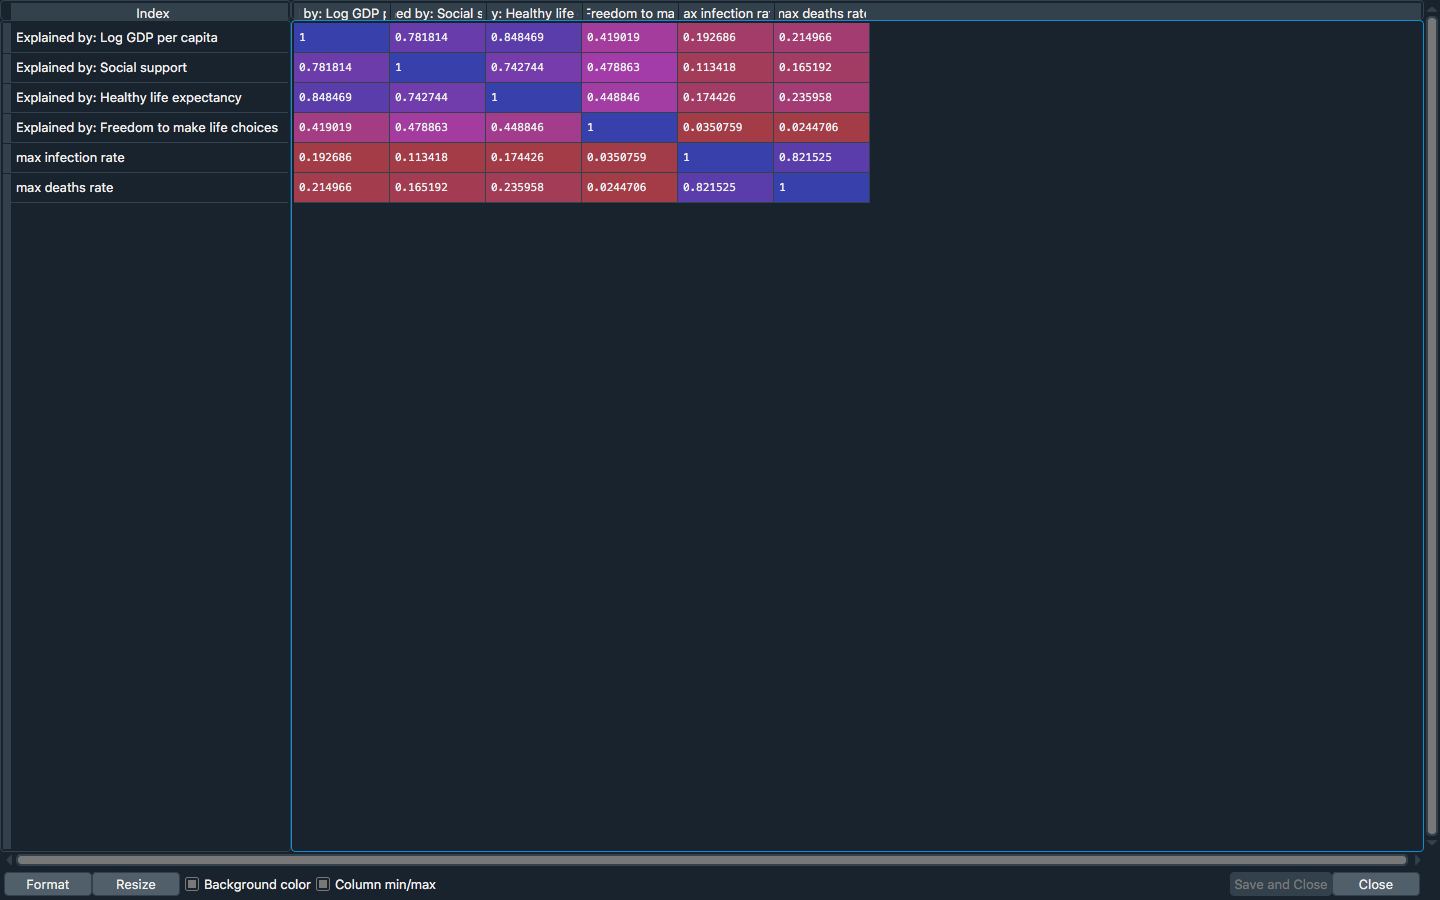 Index by: Log GDP ed by: Social s y: Healthy life Freedom to ma ax infection ra nax deaths rate
Explained by: Log GDP per capita 1 0.781814 0.848469 0.419019 0.192686 0.214966
Explained by: Social support 0.781814 1 0.742744 0.478863 0.113418 0.165192
Explained by: Healthy life expectancy 0.848469 0.742744 1 0.448846 0.174426 0.235958
Explained by: Freedom to make life choices 0.419019 0.478863 0.448846 1 0.0350759 0.0244706
max infection rate 0.192686 0.113418 0.174426 0.0350759 1 0.821525
max deaths rate 0.214966 0.165192 0.235958 0.0244706 0.821525 1
Format Resize Background color Column min/max Save and Close Close